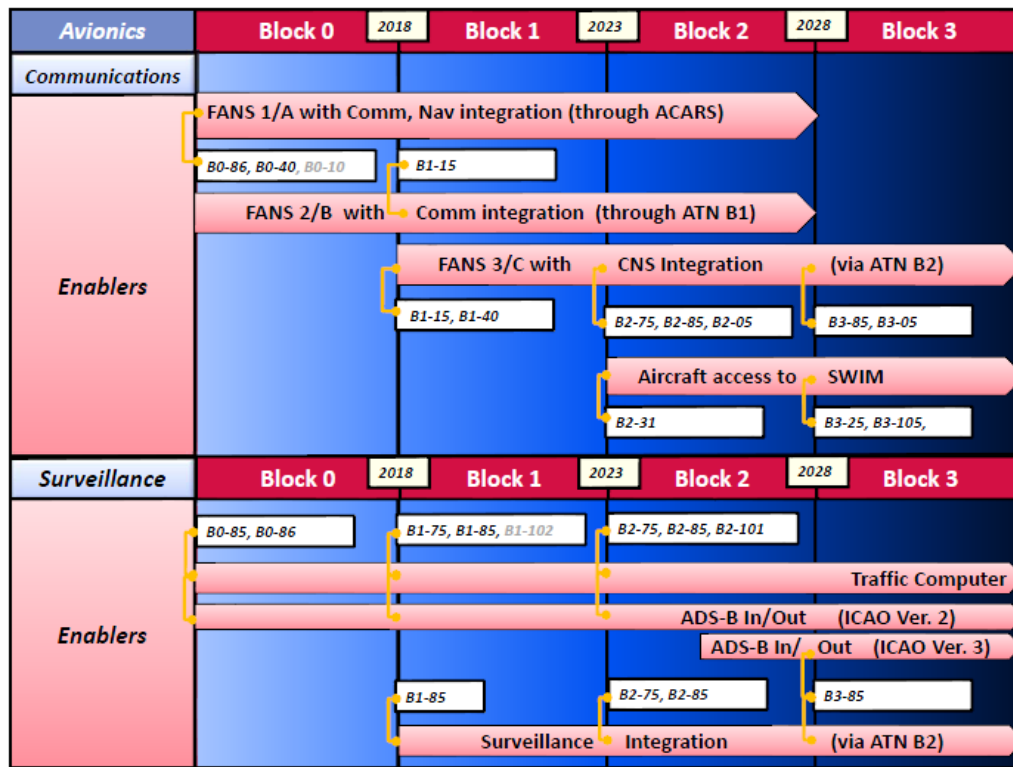 Avionics Block 0 2018 Block 1 2023 Block 2 2028 Block 3
Communications
FANS 1/A with Comm, Nav integration (through ACARS)
B0-86, B0-40, B0-10 B1-15
FANS 2/B with Comm integration (through ATN B1)
FANS 3/C with CNS Integration (via ATN B2)
Enablers
B1-15, B1-40 B2-75, B2-85, B2-05 B3-85, B3-05
Aircraft access to SWIM
B2-31 B3-25, B3-105,
Surveillance Block 0 2018 Block 1 2023 Block 2 2028 Block 3
B0-85, B0-86 B1-75, B1-85, B1-102 B2-75, B2-85, B2-101
Traffic Computer
ADS-B In/Out (ICAO Ver. 2)
Enablers
ADS-B In/ Out (ICAO Ver. 3)
B1-85 B2-75, B2-85 B3-85
Surveillance Integration (via ATN B2)